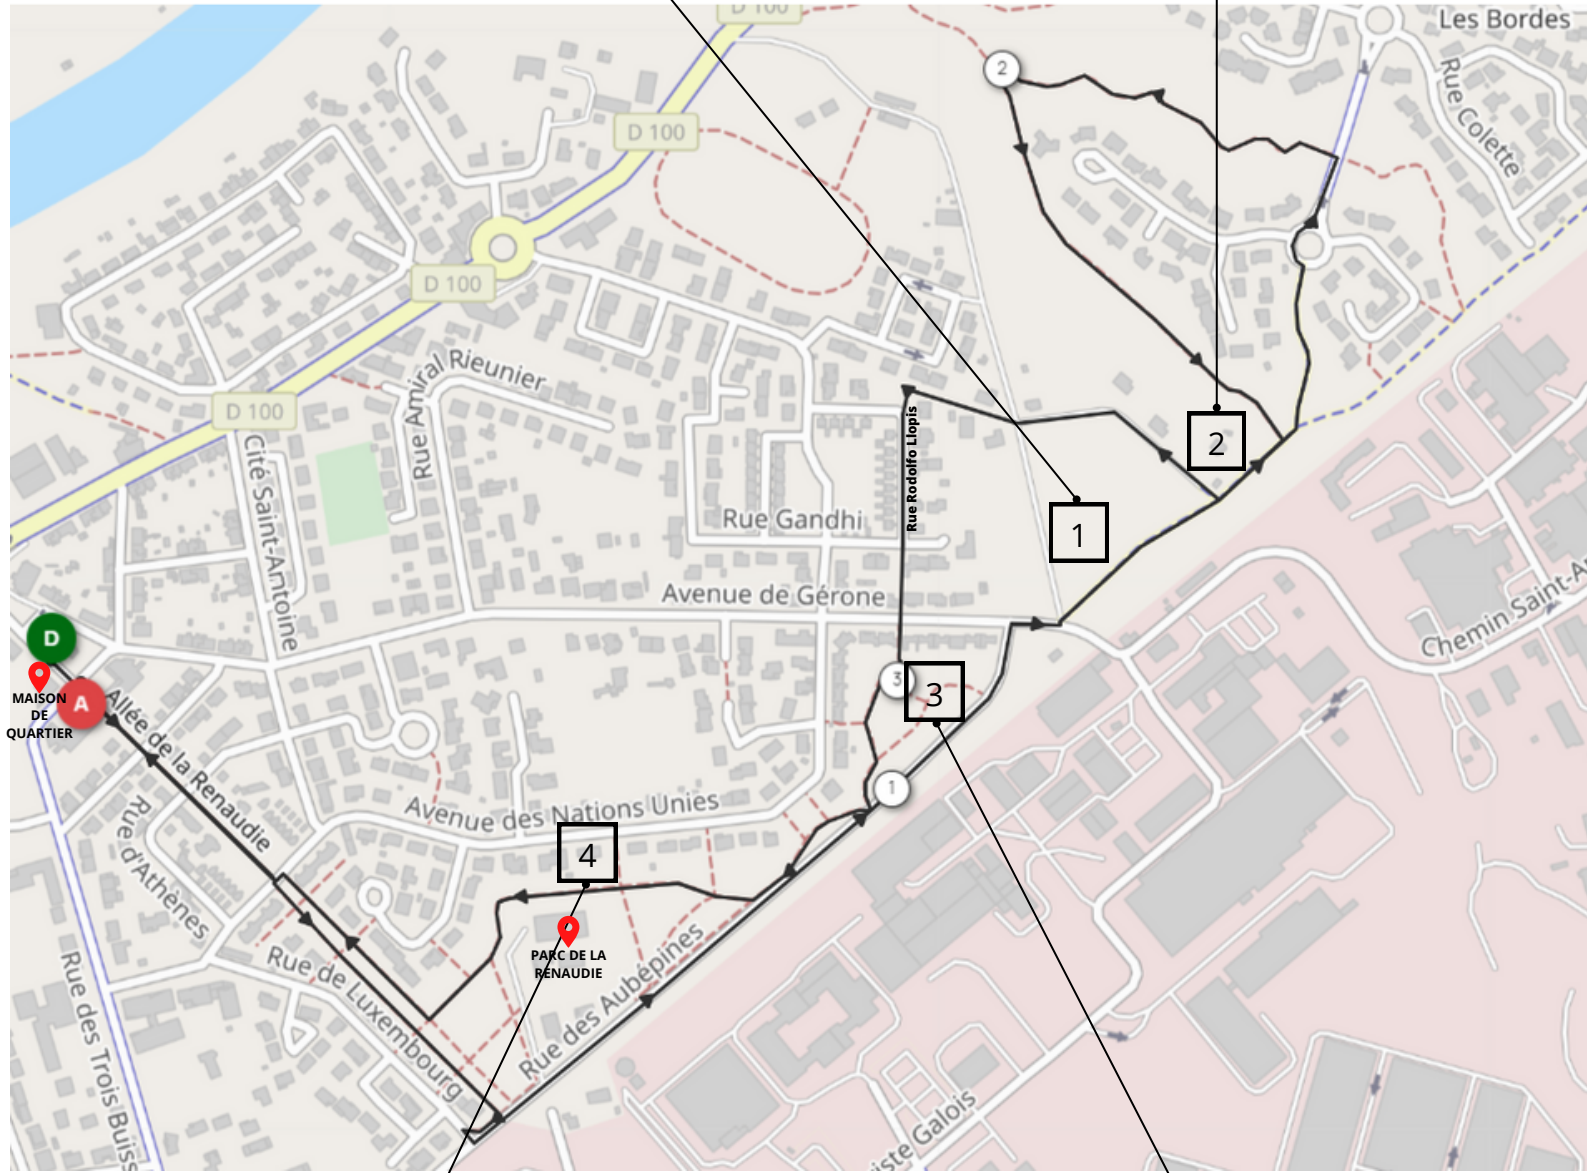 D 100
Les Bordes
2
Rue Colette
D 100
D 100
Rue Amiral Rieunier
D 100
Cité Saint-Antoine
Rue Rodolfo Llopis
2
Rue Gandhi
1
Avenue de Gérone
Chemin Saint-A
D
MAISON
DE
QUARTIER
A
Allée de la Renaudie
3
3
1
Avenue des Nations Unies
Rue d'Athènes
4
PARC DE LA
RENAUDIE
Rue de Luxembourg
Rue des Aubépines
Rue des Trois Buiss
iste Galois